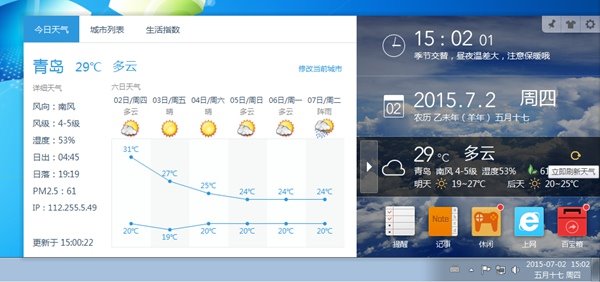 今日天气 城市列表 生活指数
青岛 29℃ 多云 修改当前城市
详细天气
风向：南风
风级：4-5级
湿度：53%
日出：04:45
日落：19:19
PM2.5：61
IP：112.255.5.49
更新于 15:00:22
六日天气
02日/周四 03日/周五 04日/周六 05日/周日 06日/周一 07日/周二
多云 晴 晴 多云 多云 阵雨
31℃ 27℃ 25℃ 24℃ 24℃ 24℃
20℃ 19℃ 20℃ 20℃ 20℃ 20℃
15:02 01
季节交替，昼夜温差大，注意保暖哦
02
2015.7.2 周四
农历 乙未年（羊年） 五月十七
29 ℃ 多云
青岛 南风 4-5级 湿度53% 61
立即刷新天气
明天 19~27℃ 后天 20~25℃
Note
提醒 记事 休闲 上网 百宝箱
2015-07-02 15:02
五月十七 周四